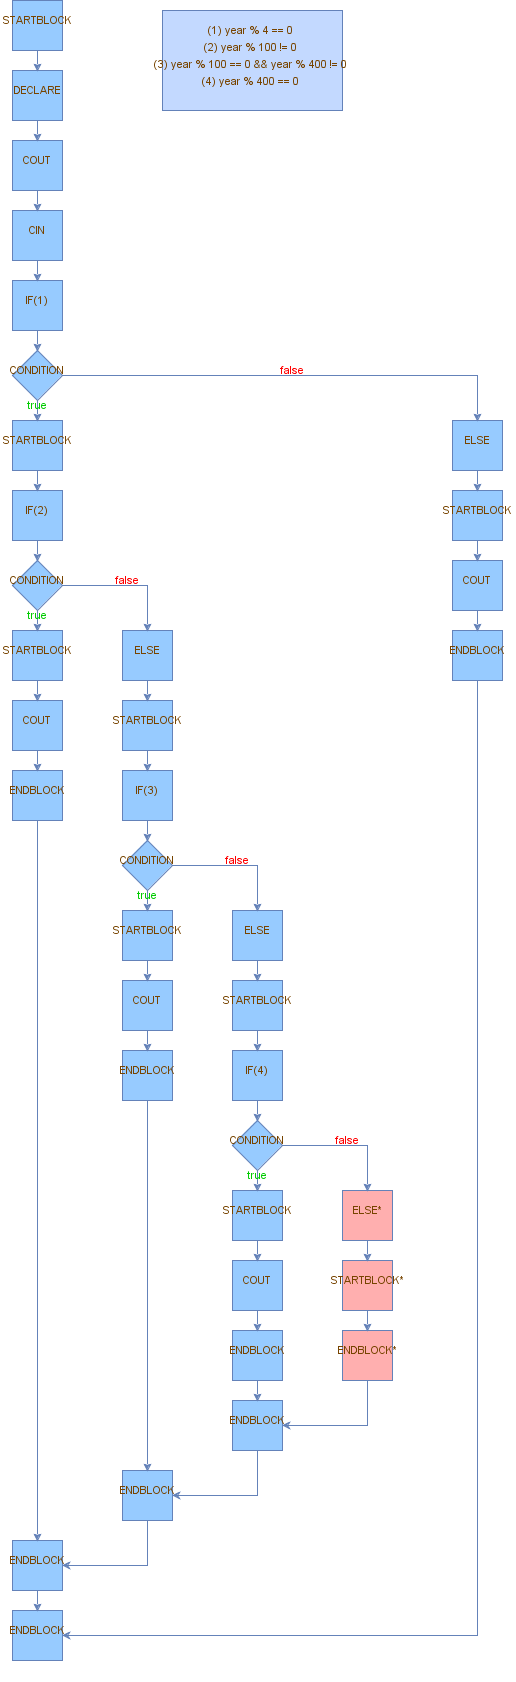 STARTBLOCK
(1) year % 4 == 0
(2) year % 100 != 0
(3) year % 100 == 0 && year % 400 != 0
(4) year % 400 == 0
DECLARE
COUT
CIN
IF(1)
CONDITION
false
true
STARTBLOCK
ELSE
IF(2)
STARTBLOCK
CONDITION
false
COUT
true
STARTBLOCK
ELSE
ENDBLOCK
COUT
STARTBLOCK
ENDBLOCK
IF(3)
CONDITION
false
true
STARTBLOCK
ELSE
COUT
STARTBLOCK
ENDBLOCK
IF(4)
CONDITION
false
true
STARTBLOCK
ELSE*
COUT
STARTBLOCK*
ENDBLOCK
ENDBLOCK*
ENDBLOCK
ENDBLOCK
ENDBLOCK
ENDBLOCK